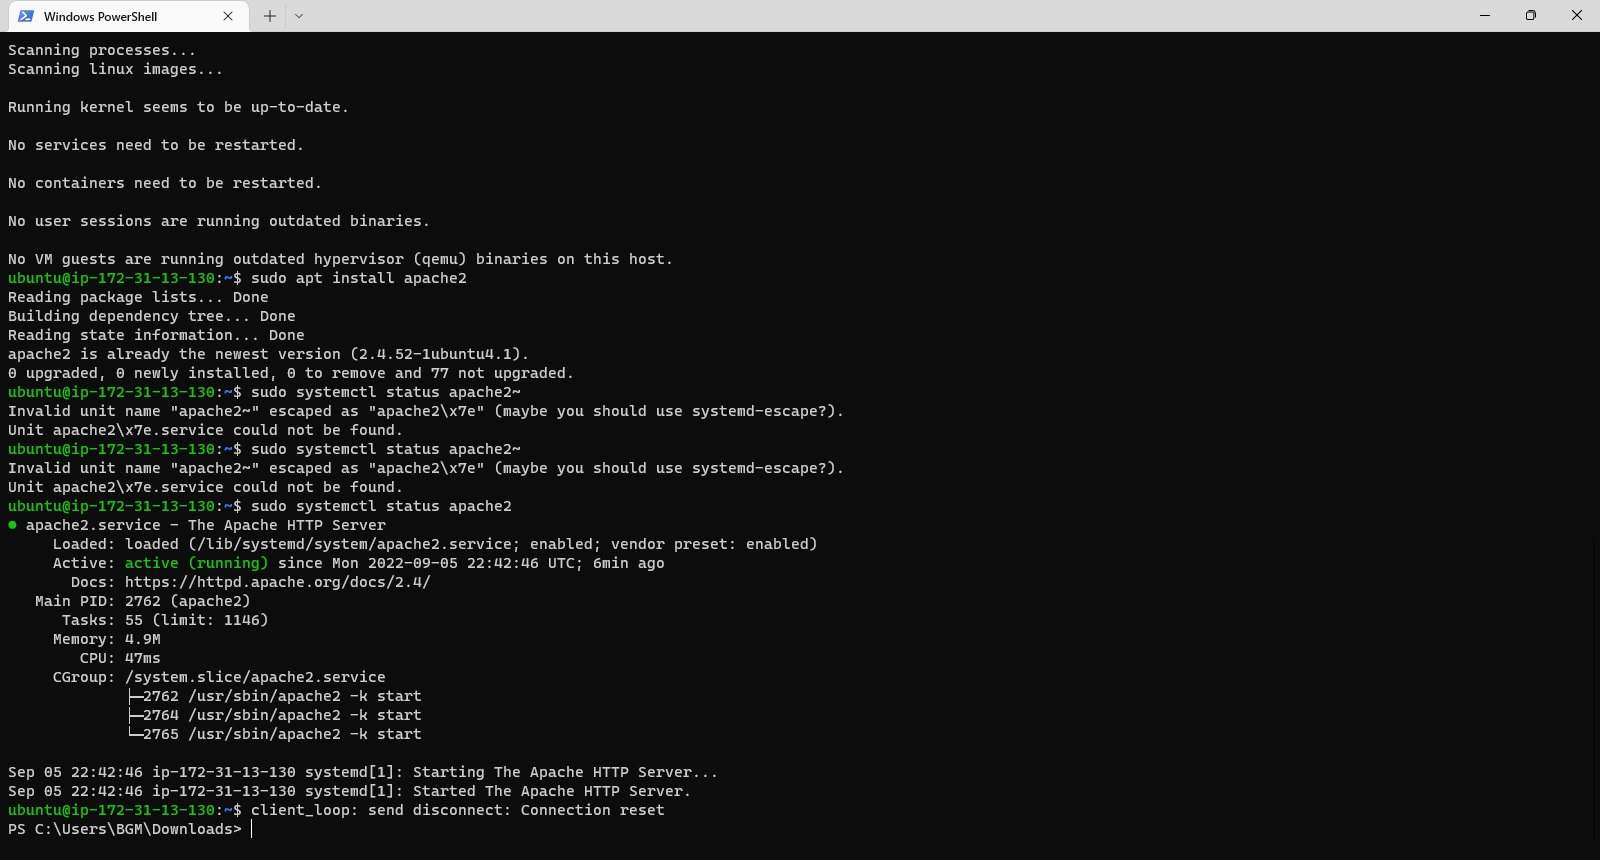 Windows PowerShell
Scanning processes...
Scanning linux images...
Running kernel seems to be up-to-date.
No services need to be restarted.
No containers need to be restarted.
No user sessions are running outdated binaries.
No VM guests are running outdated hypervisor (qemu) binaries on this host.
ubuntu@ip-172-31-13-130:~$ sudo apt install apache2
Reading package lists... Done
Building dependency tree... Done
Reading state information... Done
apache2 is already the newest version (2.4.52-1ubuntu4.1).
0 upgraded, 0 newly installed, 0 to remove and 77 not upgraded.
ubuntu@ip-172-31-13-130:~$ sudo systemctl status apache2~
Invalid unit name "apache2~" escaped as "apache2\x7e" (maybe you should use systemd-escape?).
Unit apache2\x7e.service could not be found.
ubuntu@ip-172-31-13-130:~$ sudo systemctl status apache2~
Invalid unit name "apache2~" escaped as "apache2\x7e" (maybe you should use systemd-escape?).
Unit apache2\x7e.service could not be found.
ubuntu@ip-172-31-13-130:~$ sudo systemctl status apache2
● apache2.service - The Apache HTTP Server
     Loaded: loaded (/lib/systemd/system/apache2.service; enabled; vendor preset: enabled)
     Active: active (running) since Mon 2022-09-05 22:42:46 UTC; 6min ago
       Docs: https://httpd.apache.org/docs/2.4/
   Main PID: 2762 (apache2)
      Tasks: 55 (limit: 1146)
     Memory: 4.9M
        CPU: 47ms
     CGroup: /system.slice/apache2.service
             ├─2762 /usr/sbin/apache2 -k start
             ├─2764 /usr/sbin/apache2 -k start
             └─2765 /usr/sbin/apache2 -k start
Sep 05 22:42:46 ip-172-31-13-130 systemd[1]: Starting The Apache HTTP Server...
Sep 05 22:42:46 ip-172-31-13-130 systemd[1]: Started The Apache HTTP Server.
ubuntu@ip-172-31-13-130:~$ client_loop: send disconnect: Connection reset
PS C:\Users\BGM\Downloads>